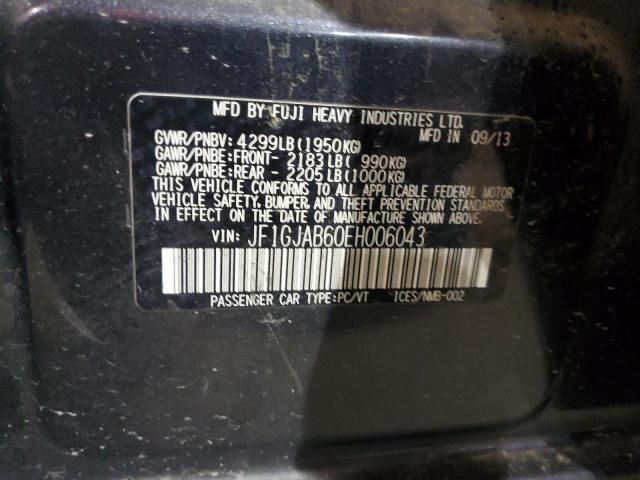 MFD BY FUJI HEAVY INDUSTRIES LTD.
MFD IN 09/13
GVWR/PNBV: 4299LB(1950KG)
GAWR/PNBE:FRONT- 2183LB( 990KG)
GAWR/PNBE:REAR - 2205LB(1000KG)
THIS VEHICLE CONFORMS TO ALL APPLICABLE FEDERAL MOTOR
VEHICLE SAFETY, BUMPER, AND THEFT PREVENTION STANDARDS
IN EFFECT ON THE DATE OF MANUFACTURE SHOWN ABOVE.
VIN: JF1GJAB60EH006043
PASSENGER CAR TYPE:PC/VT ICES/NMB-002